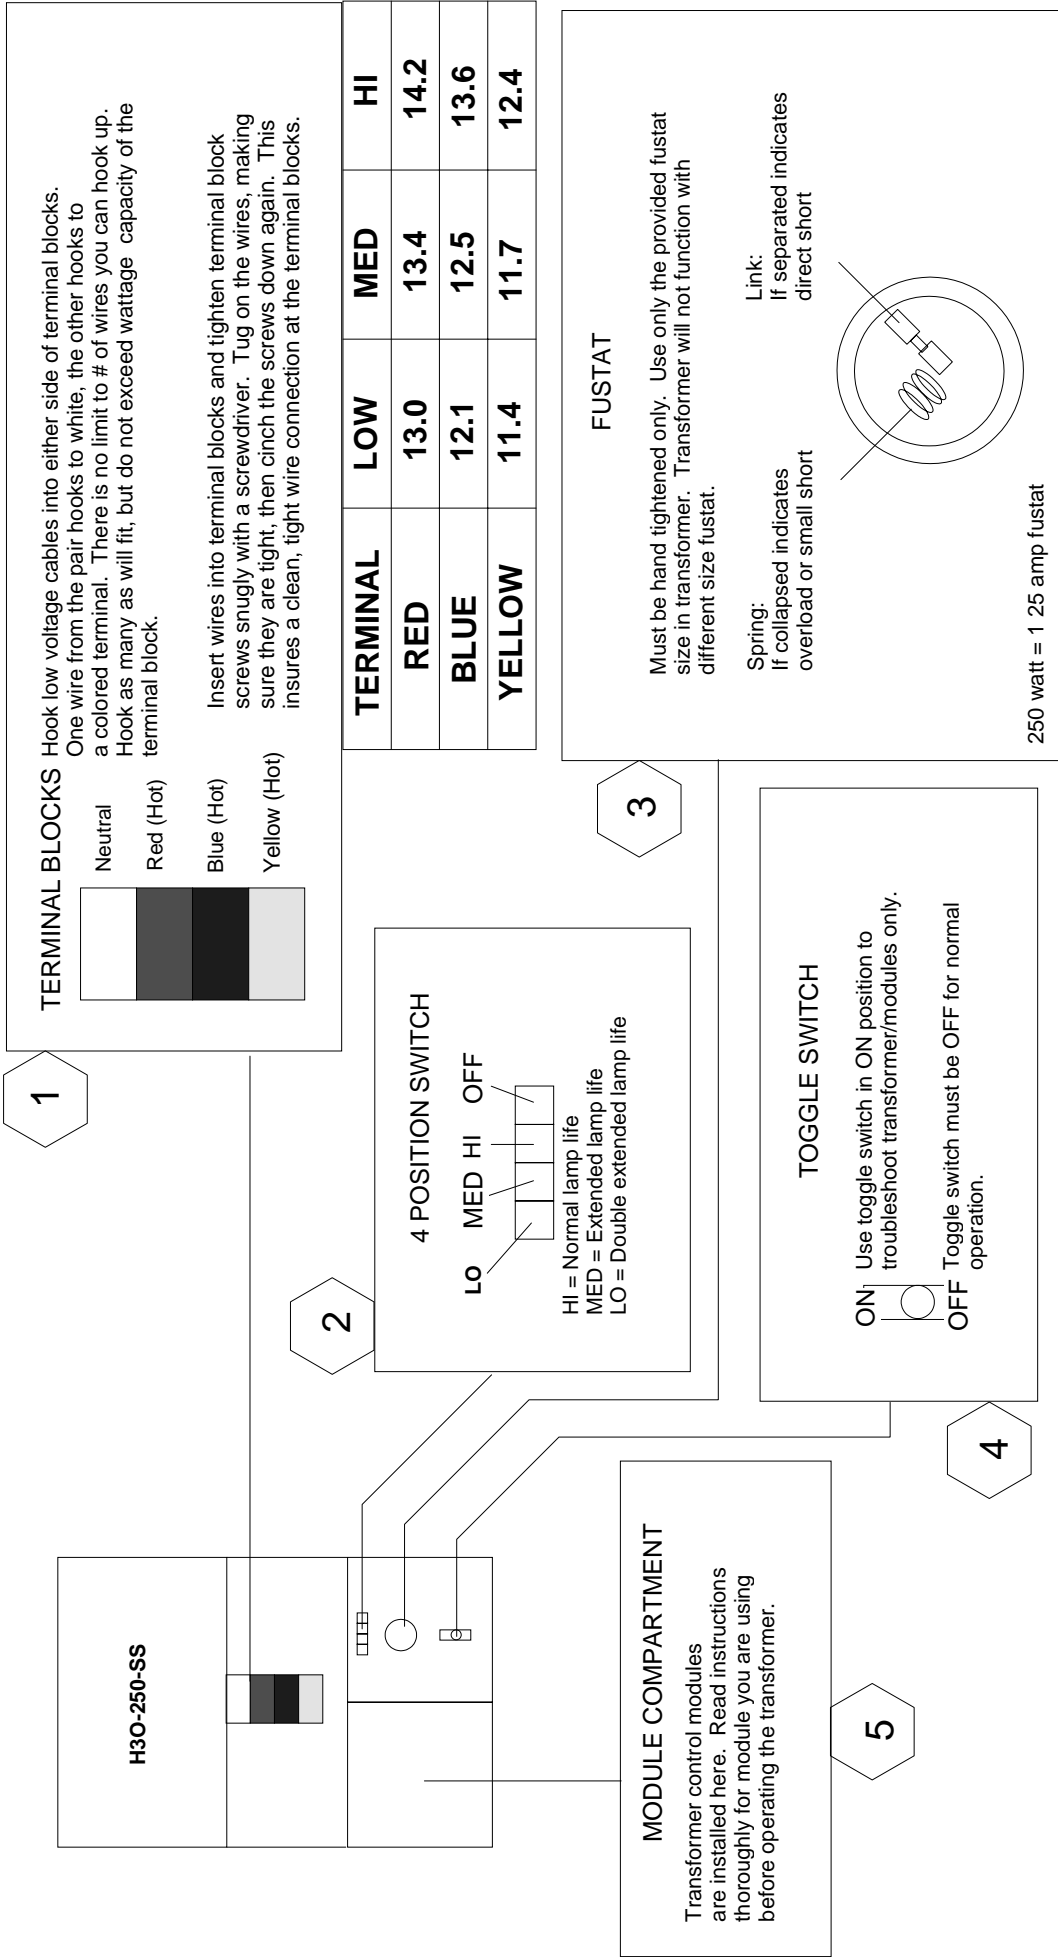 H3O-250-SS
1
TERMINAL BLOCKS
Neutral
Red (Hot)
Blue (Hot)
Yellow (Hot)
Hook low voltage cables into either side of terminal blocks.
One wire from the pair hooks to white, the other hooks to
a colored terminal. There is no limit to # of wires you can hook up.
Hook as many as will fit, but do not exceed wattage capacity of the
terminal block.
Insert wires into terminal blocks and tighten terminal block
screws snugly with a screwdriver. Tug on the wires, making
sure they are tight, then cinch the screws down again. This
insures a clean, tight wire connection at the terminal blocks.
TERMINAL LOW MED HI
RED 13.0 13.4 14.2
BLUE 12.1 12.5 13.6
YELLOW 11.4 11.7 12.4
2
4 POSITION SWITCH
LO MED HI OFF
HI = Normal lamp life
MED = Extended lamp life
LO = Double extended lamp life
3
FUSTAT
Must be hand tightened only. Use only the provided fustat
size in transformer. Transformer will not function with
different size fustat.
Spring:
If collapsed indicates
overload or small short
Link:
If separated indicates
direct short
250 watt = 1 25 amp fustat
4
TOGGLE SWITCH
ON
Use toggle switch in ON position to
troubleshoot transformer/modules only.
OFF
Toggle switch must be OFF for normal
operation.
5
MODULE COMPARTMENT
Transformer control modules
are installed here. Read instructions
thoroughly for module you are using
before operating the transformer.